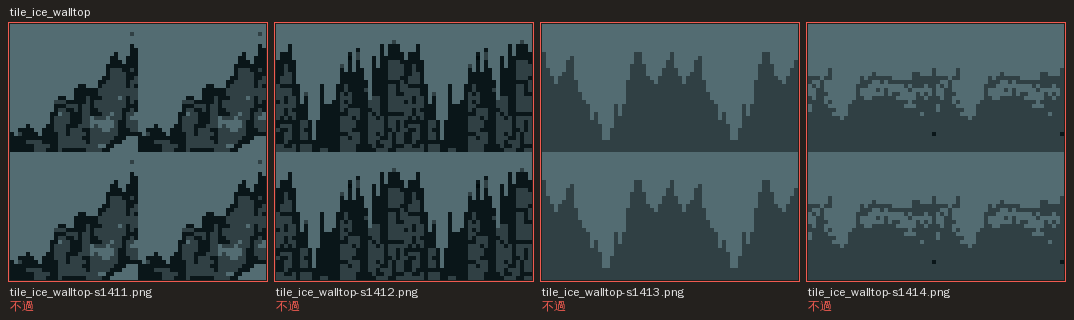 tile_ice_walltop
tile_ice_walltop-s1411.png
不過
tile_ice_walltop-s1412.png
不過
tile_ice_walltop-s1413.png
不過
tile_ice_walltop-s1414.png
不過